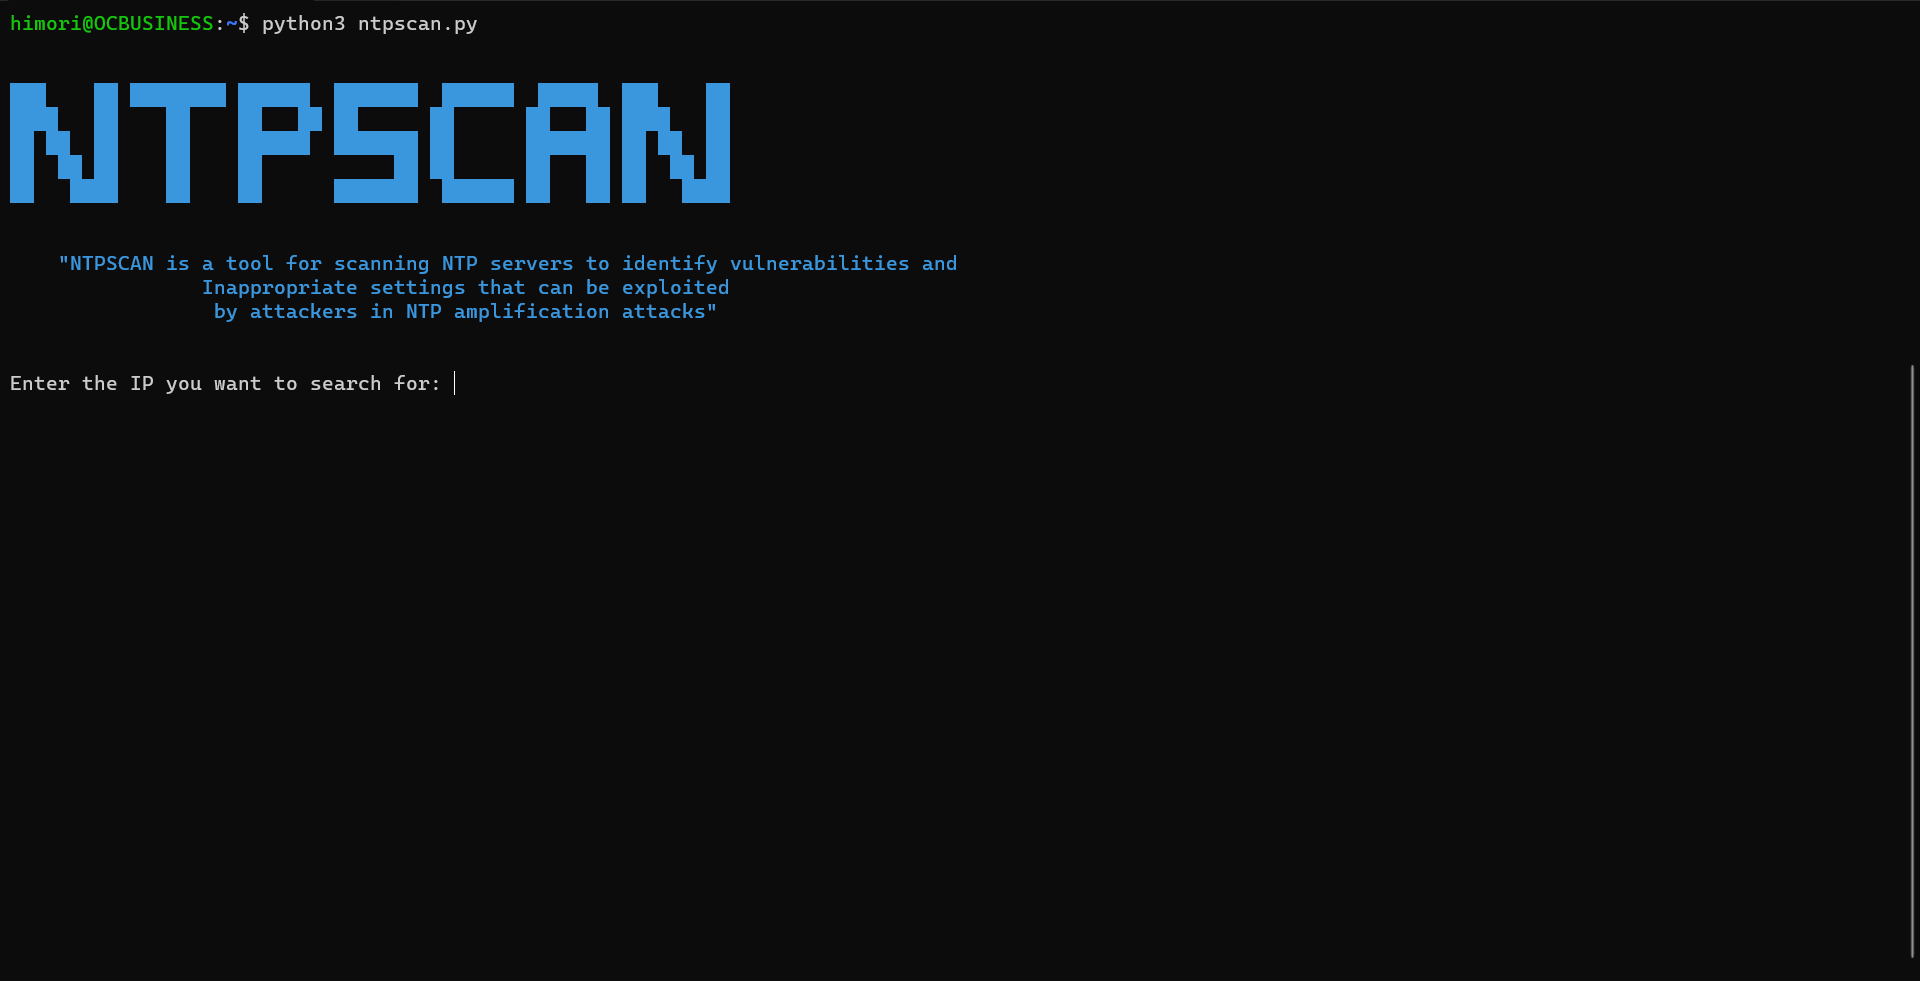 himori@OCBUSINESS:~$ python3 ntpscan.py
NTPSCAN
"NTPSCAN is a tool for scanning NTP servers to identify vulnerabilities and
Inappropriate settings that can be exploited
by attackers in NTP amplification attacks"
Enter the IP you want to search for: